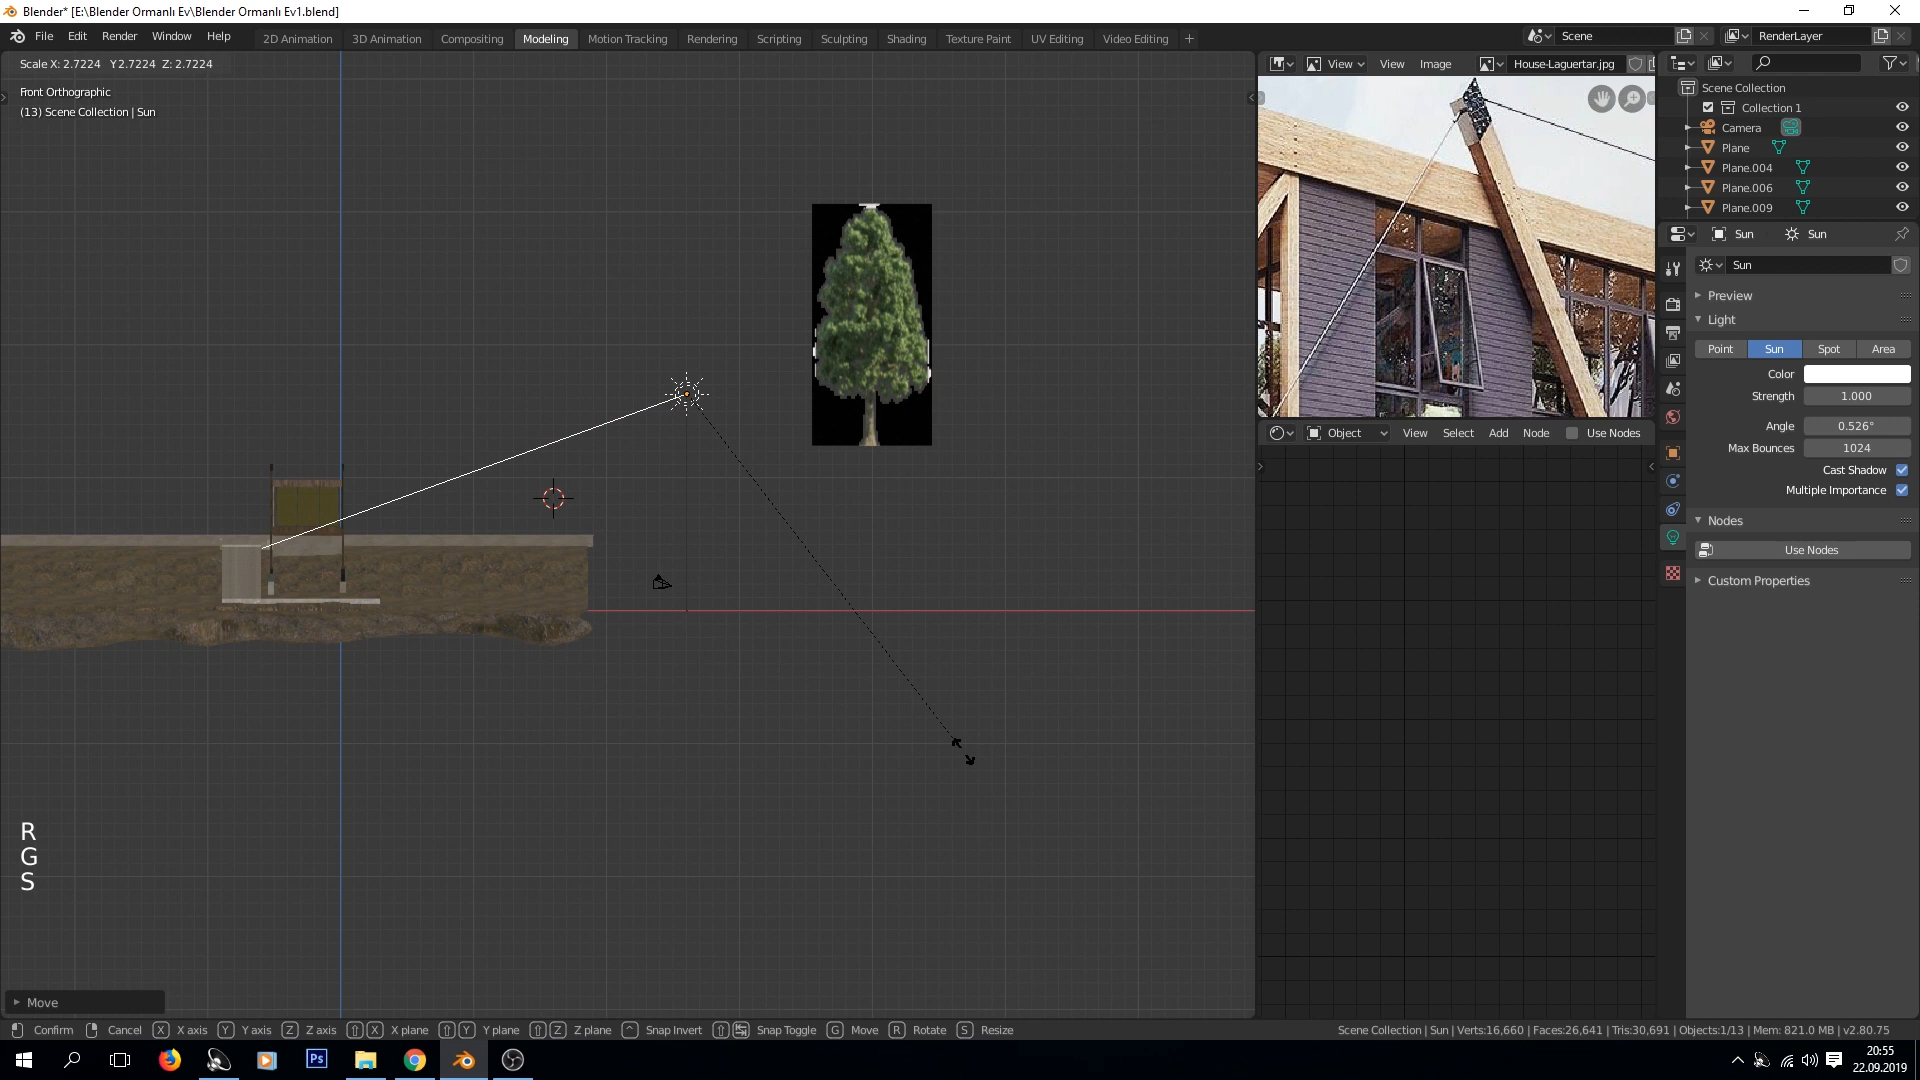 Blender* [E:\Blender Ormanlı Ev\Blender Ormanlı Ev1.blend]
File Edit Render Window Help
2D Animation 3D Animation Compositing Modeling Motion Tracking Rendering Scripting Sculpting Shading Texture Paint UV Editing Video Editing +
Scene
RenderLayer
Scale X: 2.7224 Y 2.7224 Z: 2.7224
Front Orthographic
(13) Scene Collection | Sun
View View Image House-Laguertar.jpg
Scene Collection
Collection 1
Camera
Plane
Plane.004
Plane.006
Plane.009
Sun Sun
Sun
Preview
Light
Point Sun Spot Area
Color
Strength 1.000
Angle 0.526°
Max Bounces 1024
Cast Shadow
Multiple Importance
Nodes
Use Nodes
Custom Properties
Object View Select Add Node Use Nodes
R
G
S
Move
Confirm Cancel X X axis Y Y axis Z Z axis X X plane Y Y plane Z Z plane ^ Snap Invert Snap Toggle G Move R Rotate S Resize
Scene Collection | Sun | Verts:16,660 | Faces:26,641 | Tris:30,691 | Objects:1/13 | Mem: 821.0 MB | v2.80.75
Ps
20:55
22.09.2019